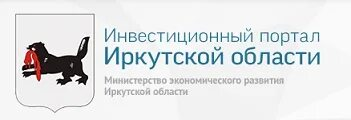 Инвестиционный портал
Иркутской области
Министерство экономического развития
Иркутской области